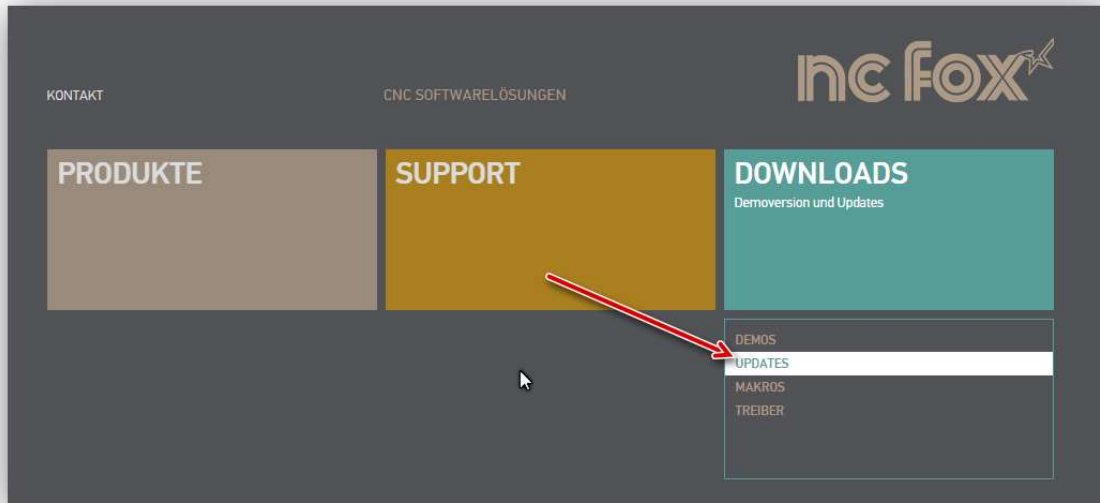 nc fox
KONTAKT
CNC SOFTWARELÖSUNGEN
PRODUKTE
SUPPORT
DOWNLOADS
Demoversion und Updates
DEMOS
UPDATES
MAKROS
TREIBER